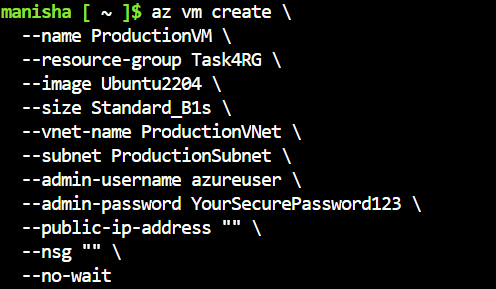 manisha [ ~ ]$ az vm create \
--name ProductionVM \
--resource-group Task4RG \
--image Ubuntu2204 \
--size Standard_B1s \
--vnet-name ProductionVNet \
--subnet ProductionSubnet \
--admin-username azureuser \
--admin-password YourSecurePassword123 \
--public-ip-address "" \
--nsg "" \
--no-wait